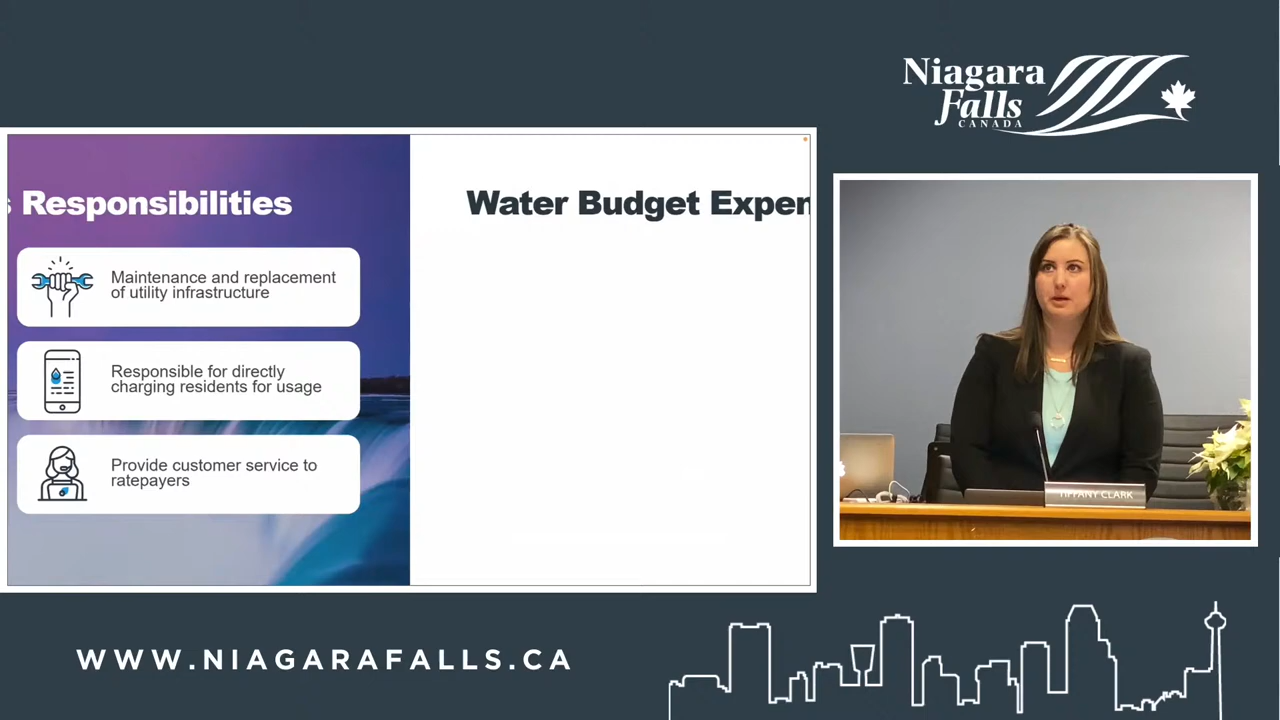 Niagara
Falls
CANADA
s Responsibilities
Maintenance and replacement
of utility infrastructure
Responsible for directly
charging residents for usage
Provide customer service to
ratepayers
Water Budget Expen
TIFFANY CLARK
WWW.NIAGARAFALLS.CA